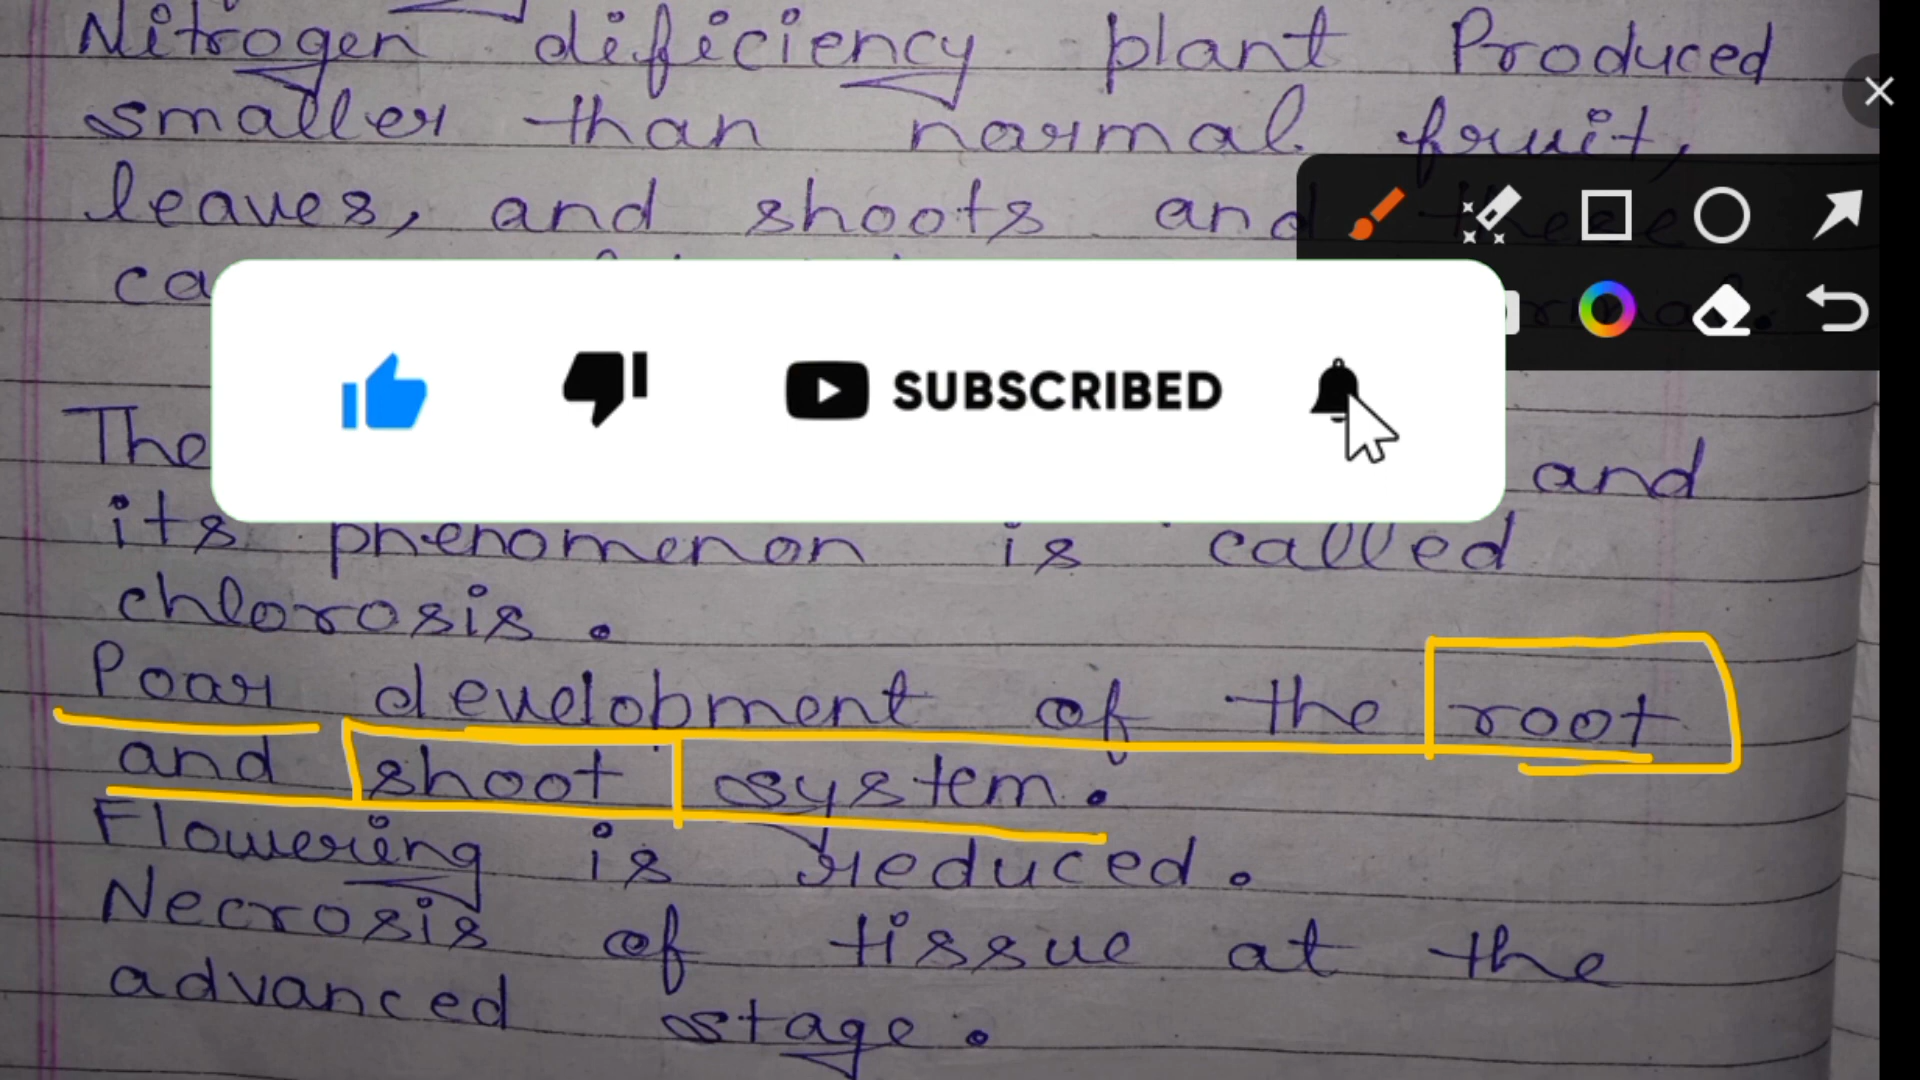 Nitrogen dificiency plant Produced
smaller than normal fruit,
leaves, and shoots and these
ca
SUBSCRIBED
The and
its phenomenon is called
chlorosis.
Poor development of the root
and shoot system.
Flowering is reduced.
Necrosis of tissue at the
advanced stage.